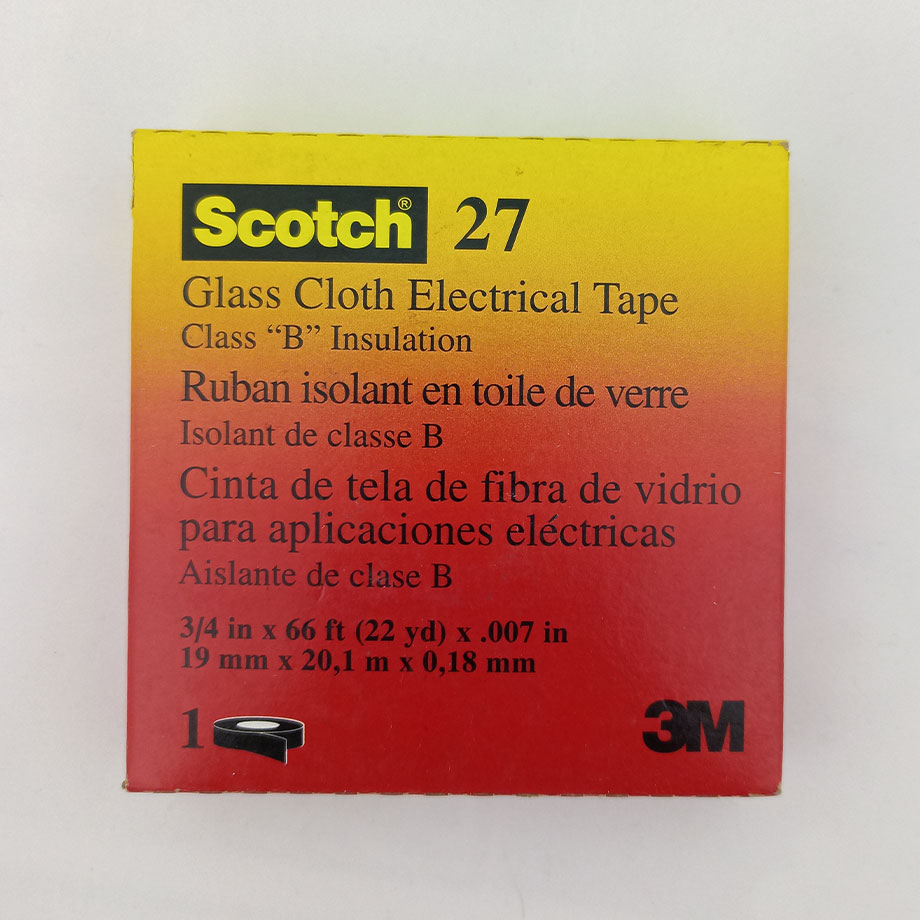 Scotch® 27
Glass Cloth Electrical Tape
Class “B” Insulation
Ruban isolant en toile de verre
Isolant de classe B
Cinta de tela de fibra de vidrio
para aplicaciones eléctricas
Aislante de clase B
3/4 in x 66 ft (22 yd) x .007 in
19 mm x 20,1 m x 0,18 mm
1
3M